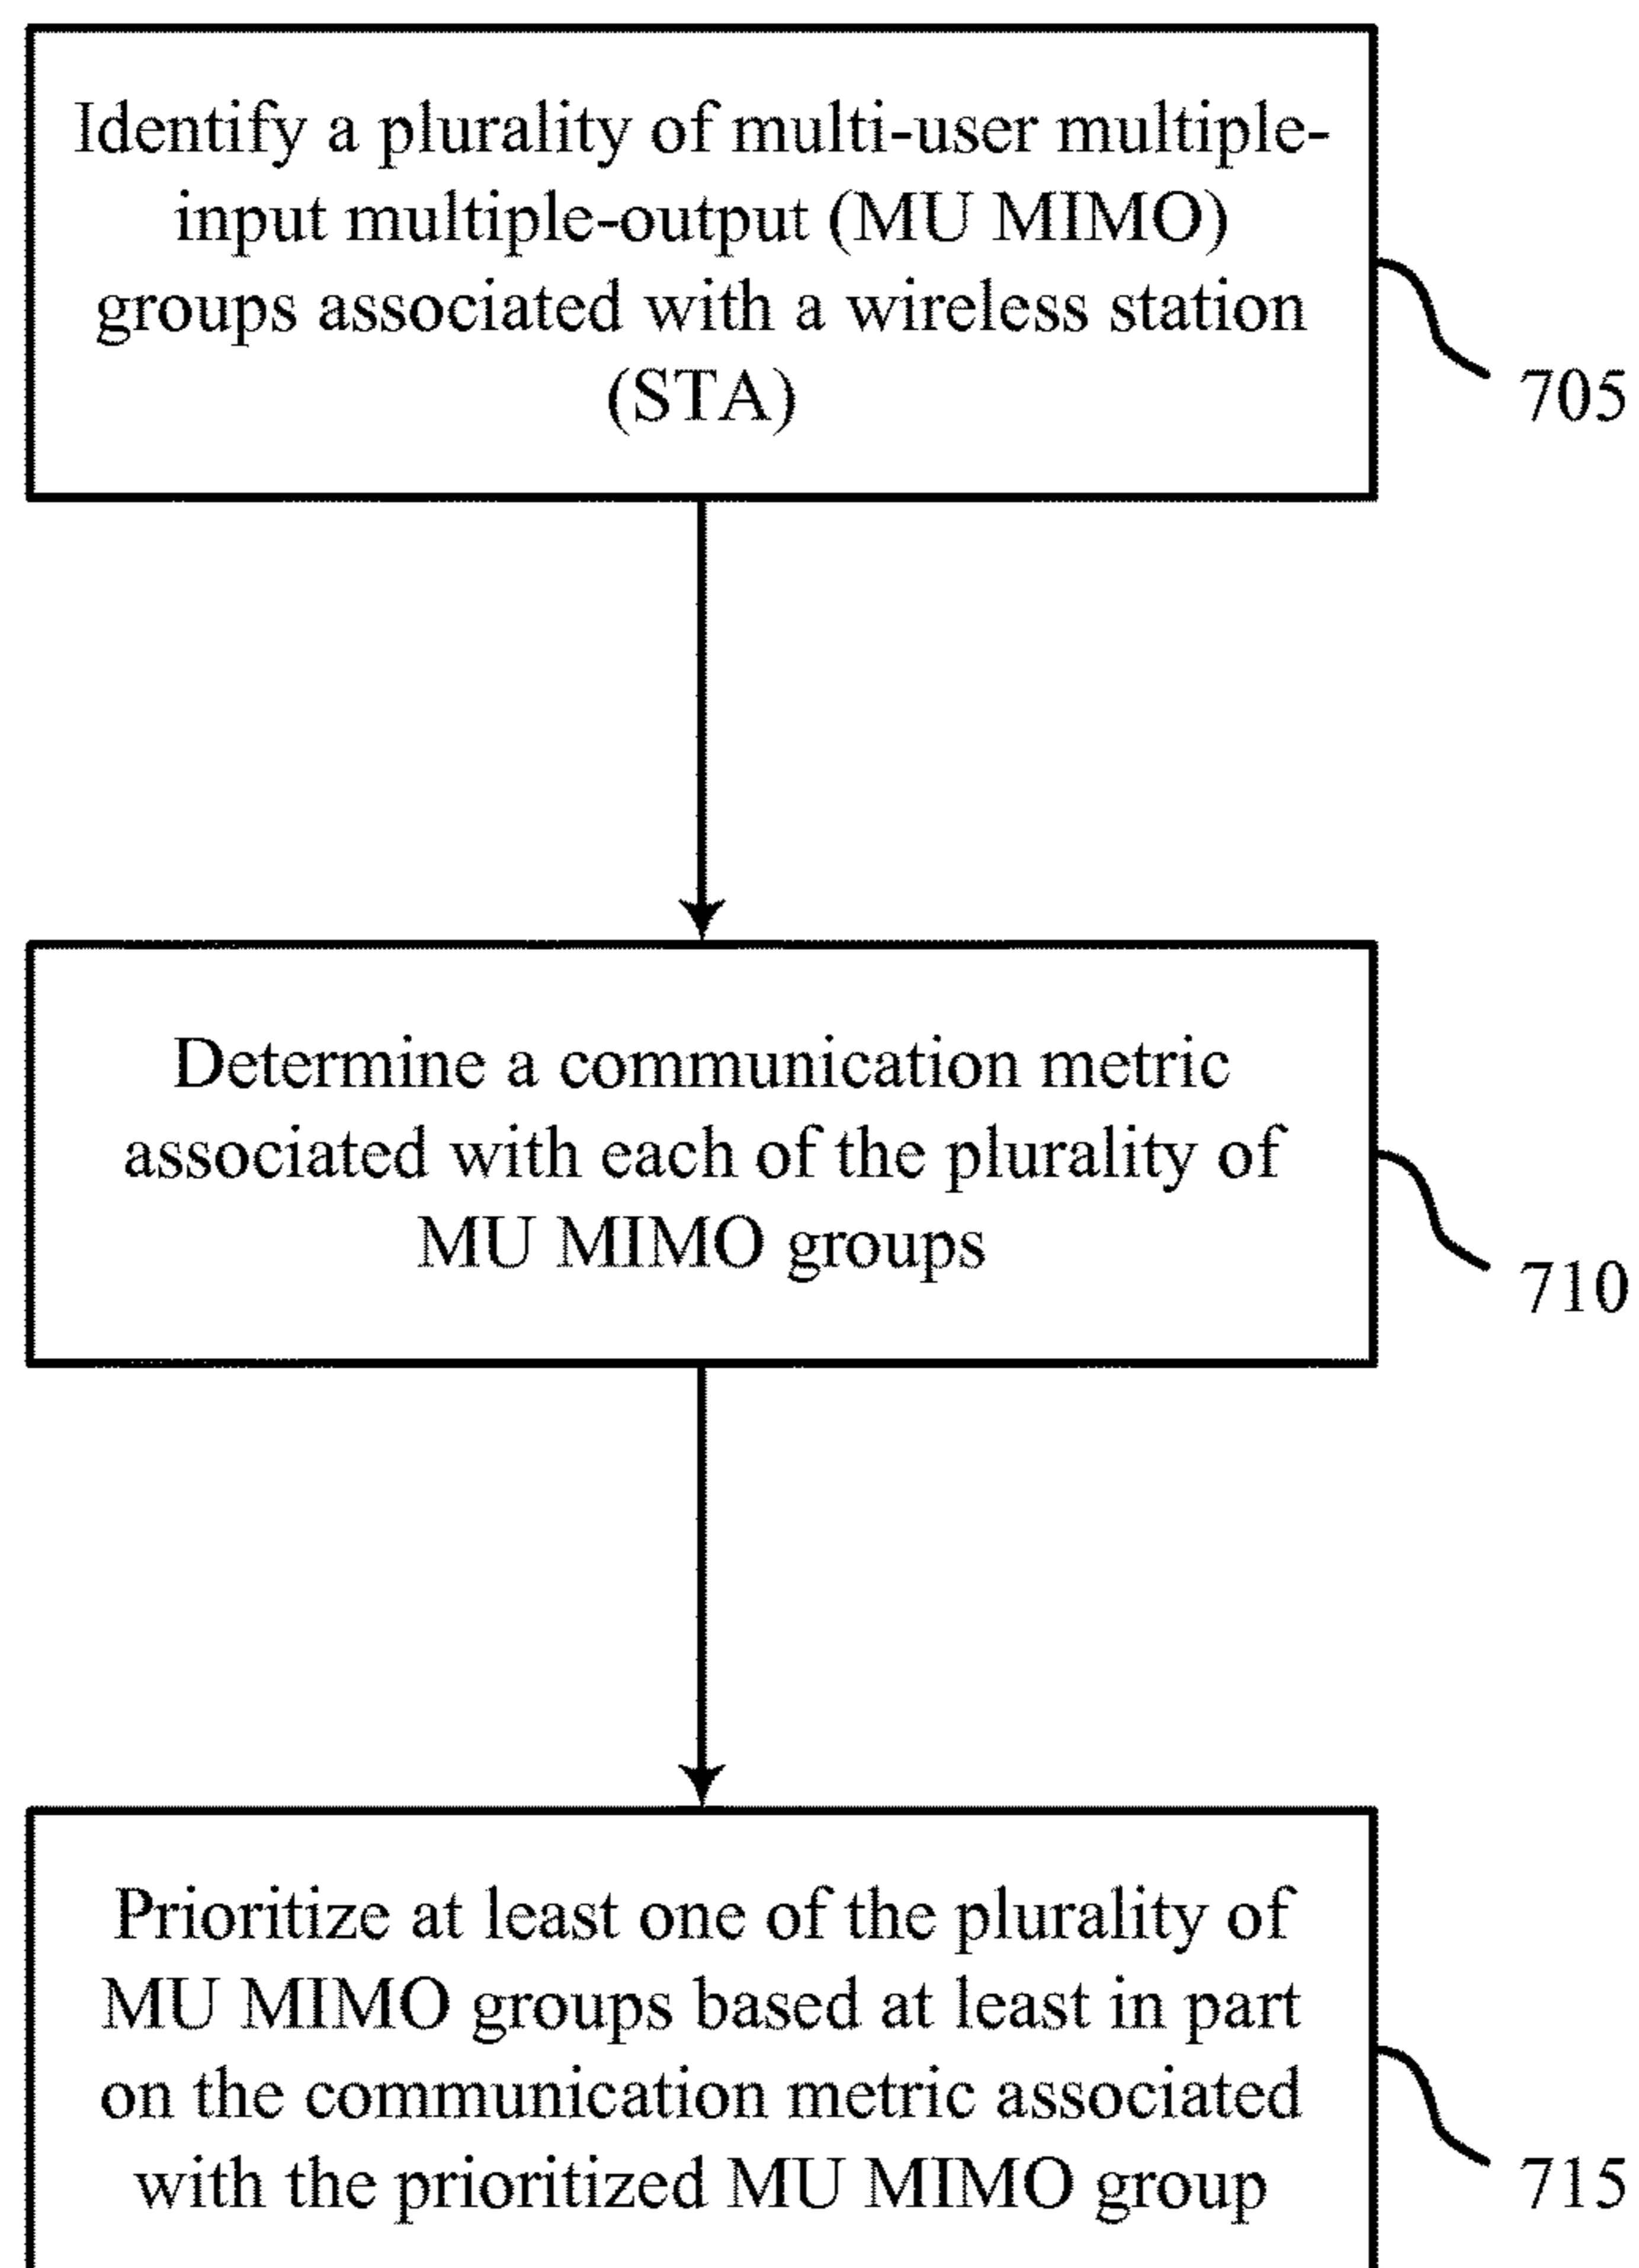 Identify a plurality of multi-user multiple-
input multiple-output (MU MIMO)
groups associated with a wireless station
(STA)
705
Determine a communication metric
associated with each of the plurality of
MU MIMO groups
710
Prioritize at least one of the plurality of
MU MIMO groups based at least in part
on the communication metric associated
with the prioritized MU MIMO group
715